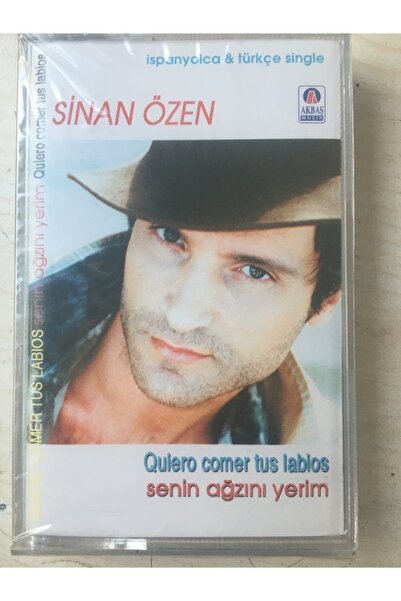 ispanyolca & türkçe single
SİNAN ÖZEN
AKBAŞ
MÜZİK
Quiero comer tus labios
senin ağzını yerim
MER TUS LABIOS senin ağzını yerim Quiero comer tus labios